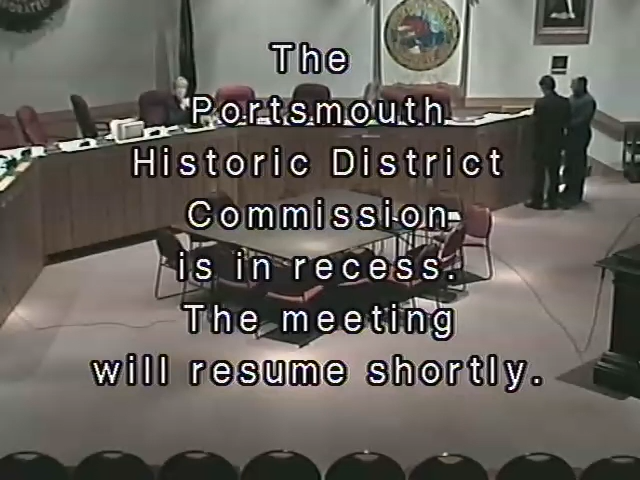 The
Portsmouth
Historic District
Commission
is in recess.
The meeting
will resume shortly.